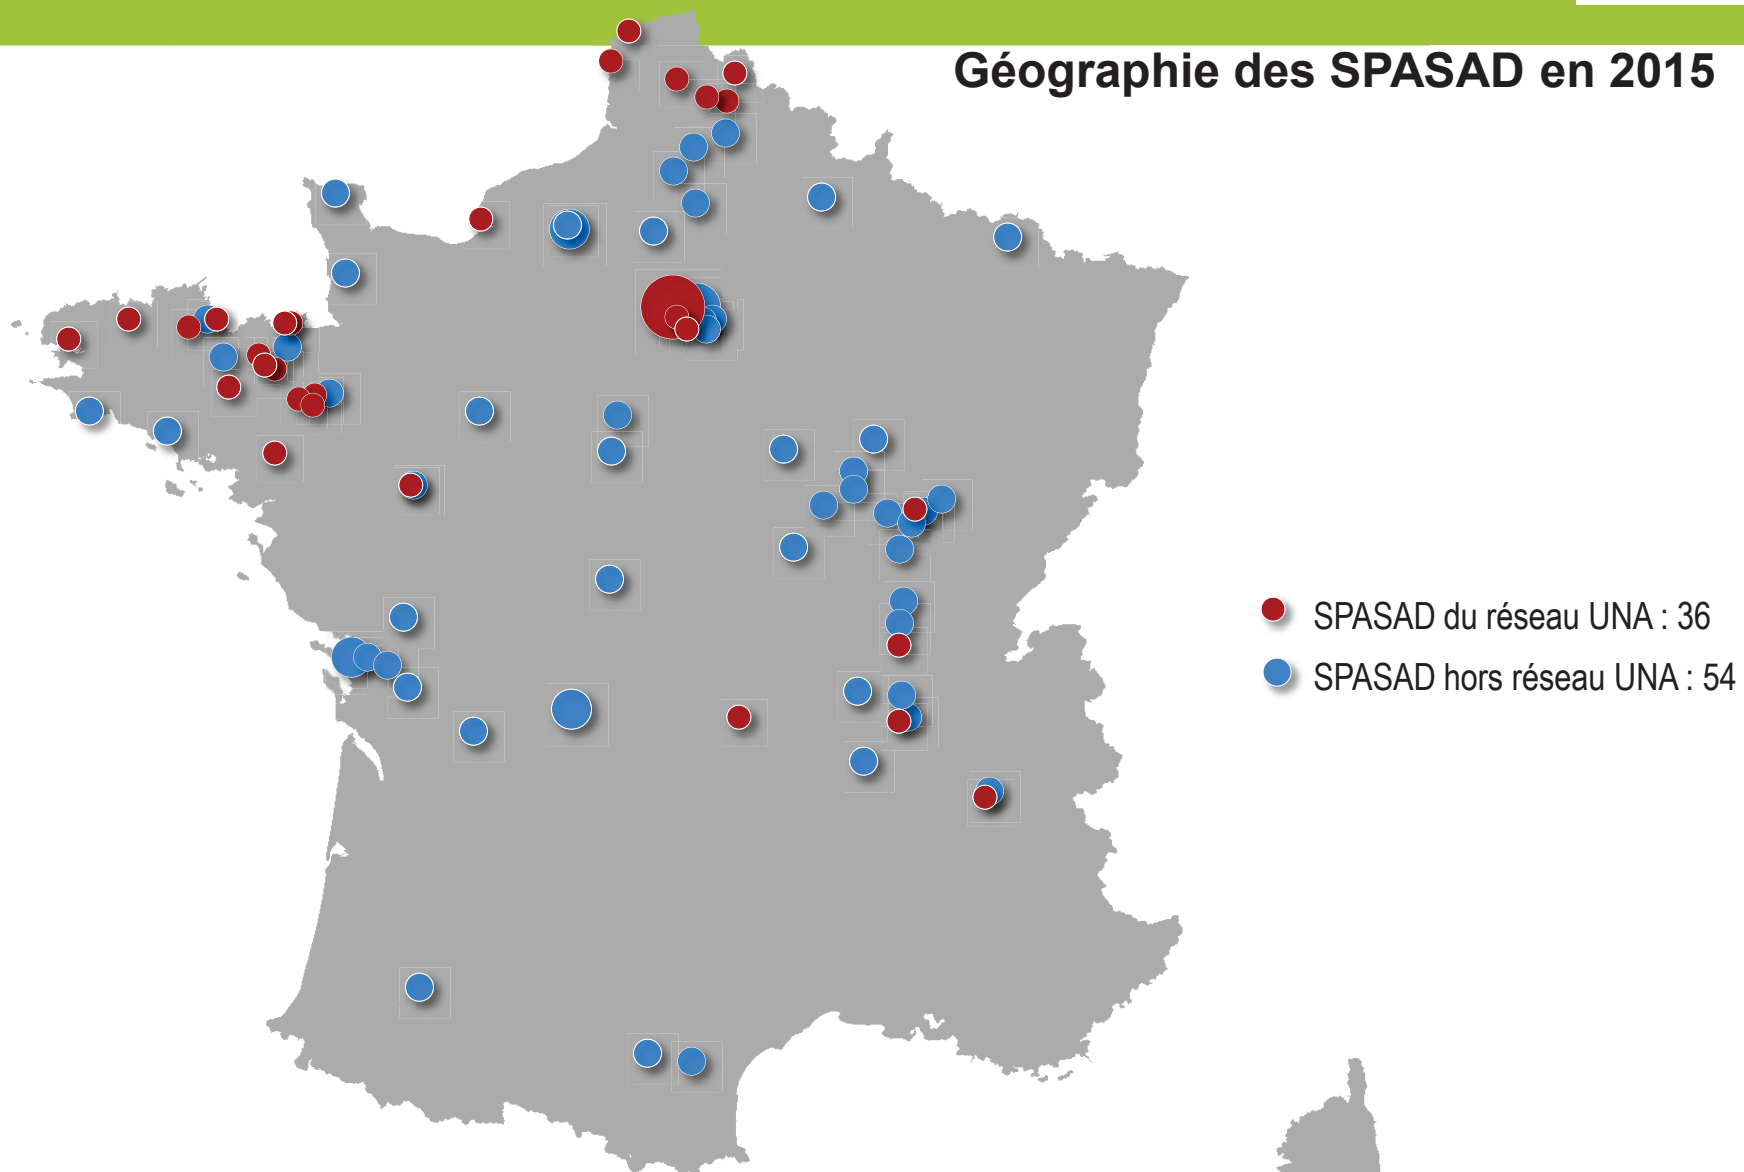 Géographie des SPASAD en 2015
SPASAD du réseau UNA : 36
SPASAD hors réseau UNA : 54